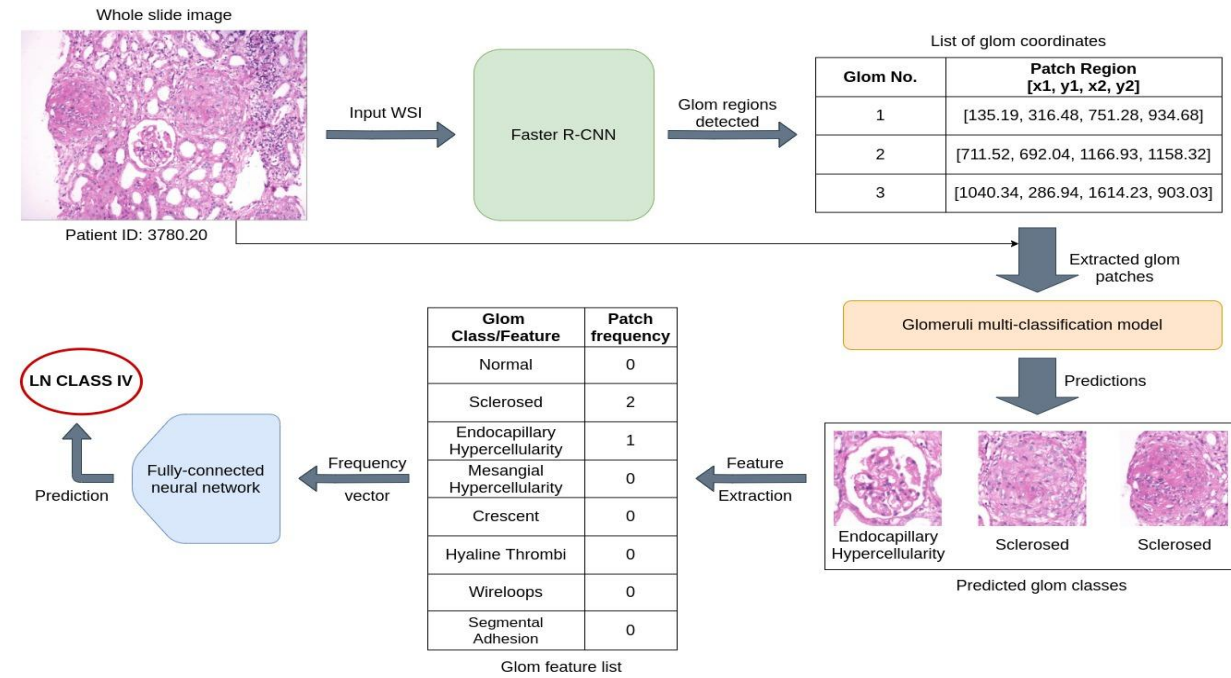 Whole slide image
Patient ID: 3780.20
Input WSI
Faster R-CNN
Glom regions
detected
List of glom coordinates
Glom No.
Patch Region
[x1, y1, x2, y2]
1
[135.19, 316.48, 751.28, 934.68]
2
[711.52, 692.04, 1166.93, 1158.32]
3
[1040.34, 286.94, 1614.23, 903.03]
Extracted glom
patches
Glomeruli multi-classification model
Predictions
Endocapillary
Hypercellularity
Sclerosed
Sclerosed
Predicted glom classes
Feature
Extraction
Glom
Class/Feature
Patch
frequency
Normal
0
Sclerosed
2
Endocapillary
Hypercellularity
1
Mesangial
Hypercellularity
0
Crescent
0
Hyaline Thrombi
0
Wireloops
0
Segmental
Adhesion
0
Glom feature list
Frequency
vector
Fully-connected
neural network
Prediction
LN CLASS IV